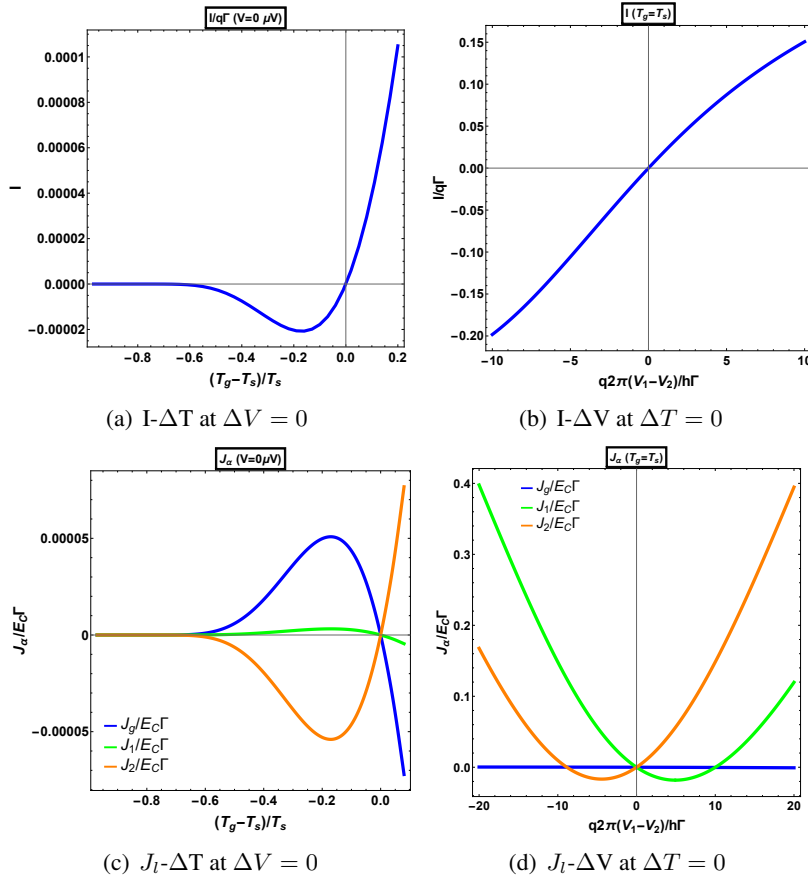 I/qΓ (V=0 μV)
0.0001
0.00008
0.00006
0.00004
0.00002
0.0000
−0.00002
I
−0.8 −0.6 −0.4 −0.2 0.0 0.2
(T_g−T_s)/T_s
(a) I-ΔT at ΔV = 0
I (T_g=T_s)
0.15
0.10
0.05
0.00
−0.05
−0.10
−0.15
−0.20
I/qΓ
−10 −5 0 5 10
q2π(V_1−V_2)/hΓ
(b) I-ΔV at ΔT = 0
J_α (V=0μV)
0.00005
0
−0.00005
J_α/E_CΓ
J_g/E_CΓ
J_1/E_CΓ
J_2/E_CΓ
−0.8 −0.6 −0.4 −0.2 0.0
(T_g−T_s)/T_s
(c) J_l-ΔT at ΔV = 0
J_α (T_g=T_s)
0.4
0.3
0.2
0.1
0.0
J_α/E_CΓ
J_g/E_CΓ
J_1/E_CΓ
J_2/E_CΓ
−20 −10 0 10 20
q2π(V_1−V_2)/hΓ
(d) J_l-ΔV at ΔT = 0